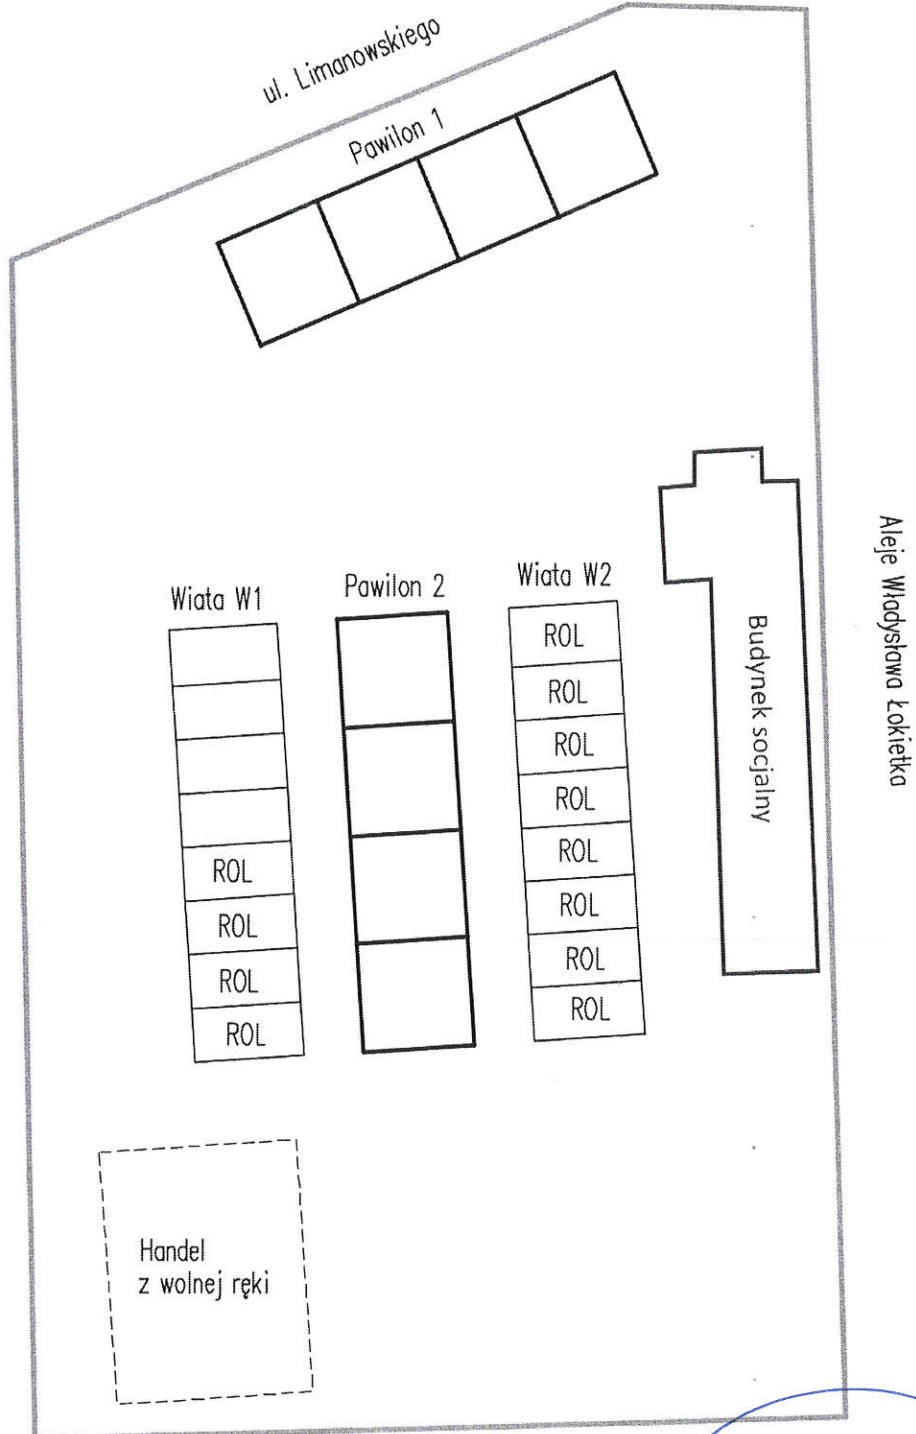 ul. Limanowskiego
Pawilon 1
Aleje Władysława Łokietka
Wiata W1
Pawilon 2
Wiata W2
Budynek socjalny
ROL
ROL
ROL
ROL
ROL
ROL
ROL
ROL
ROL
ROL
ROL
ROL
Handel
z wolnej ręki